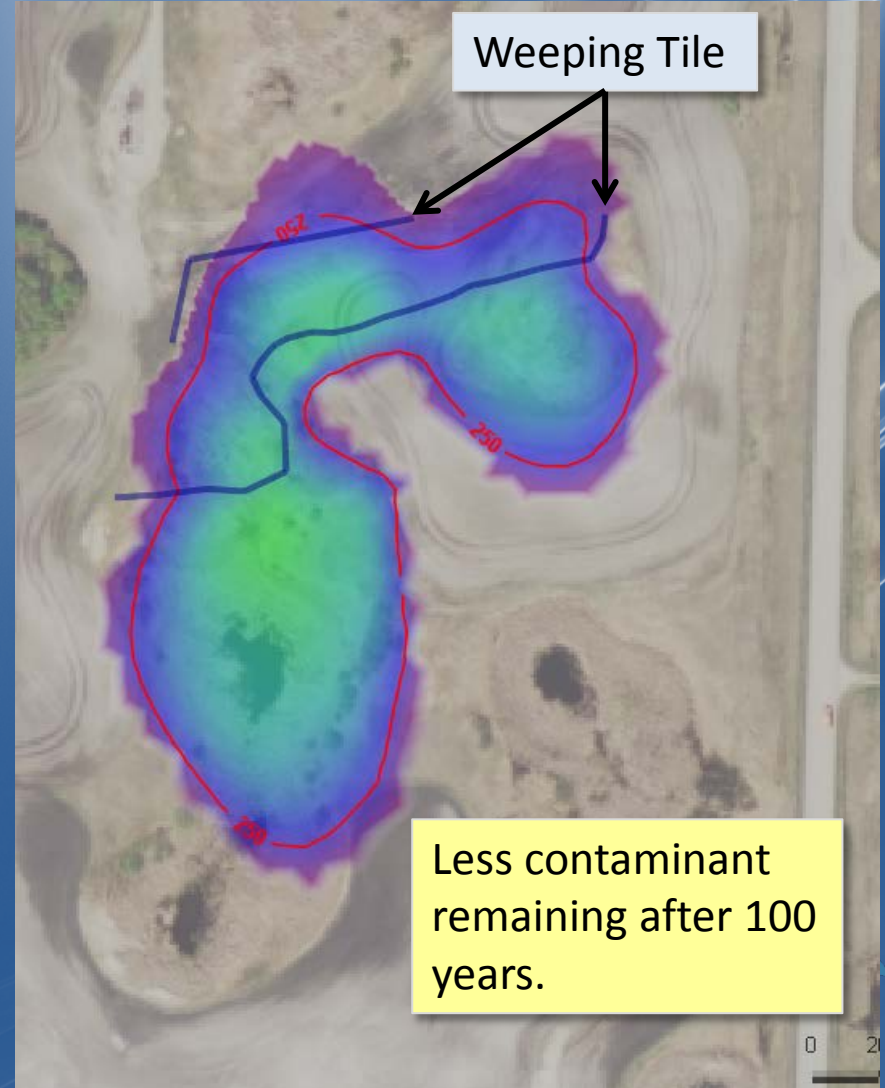 Weeping Tile
250
250
250
Less contaminant
remaining after 100
years.
0